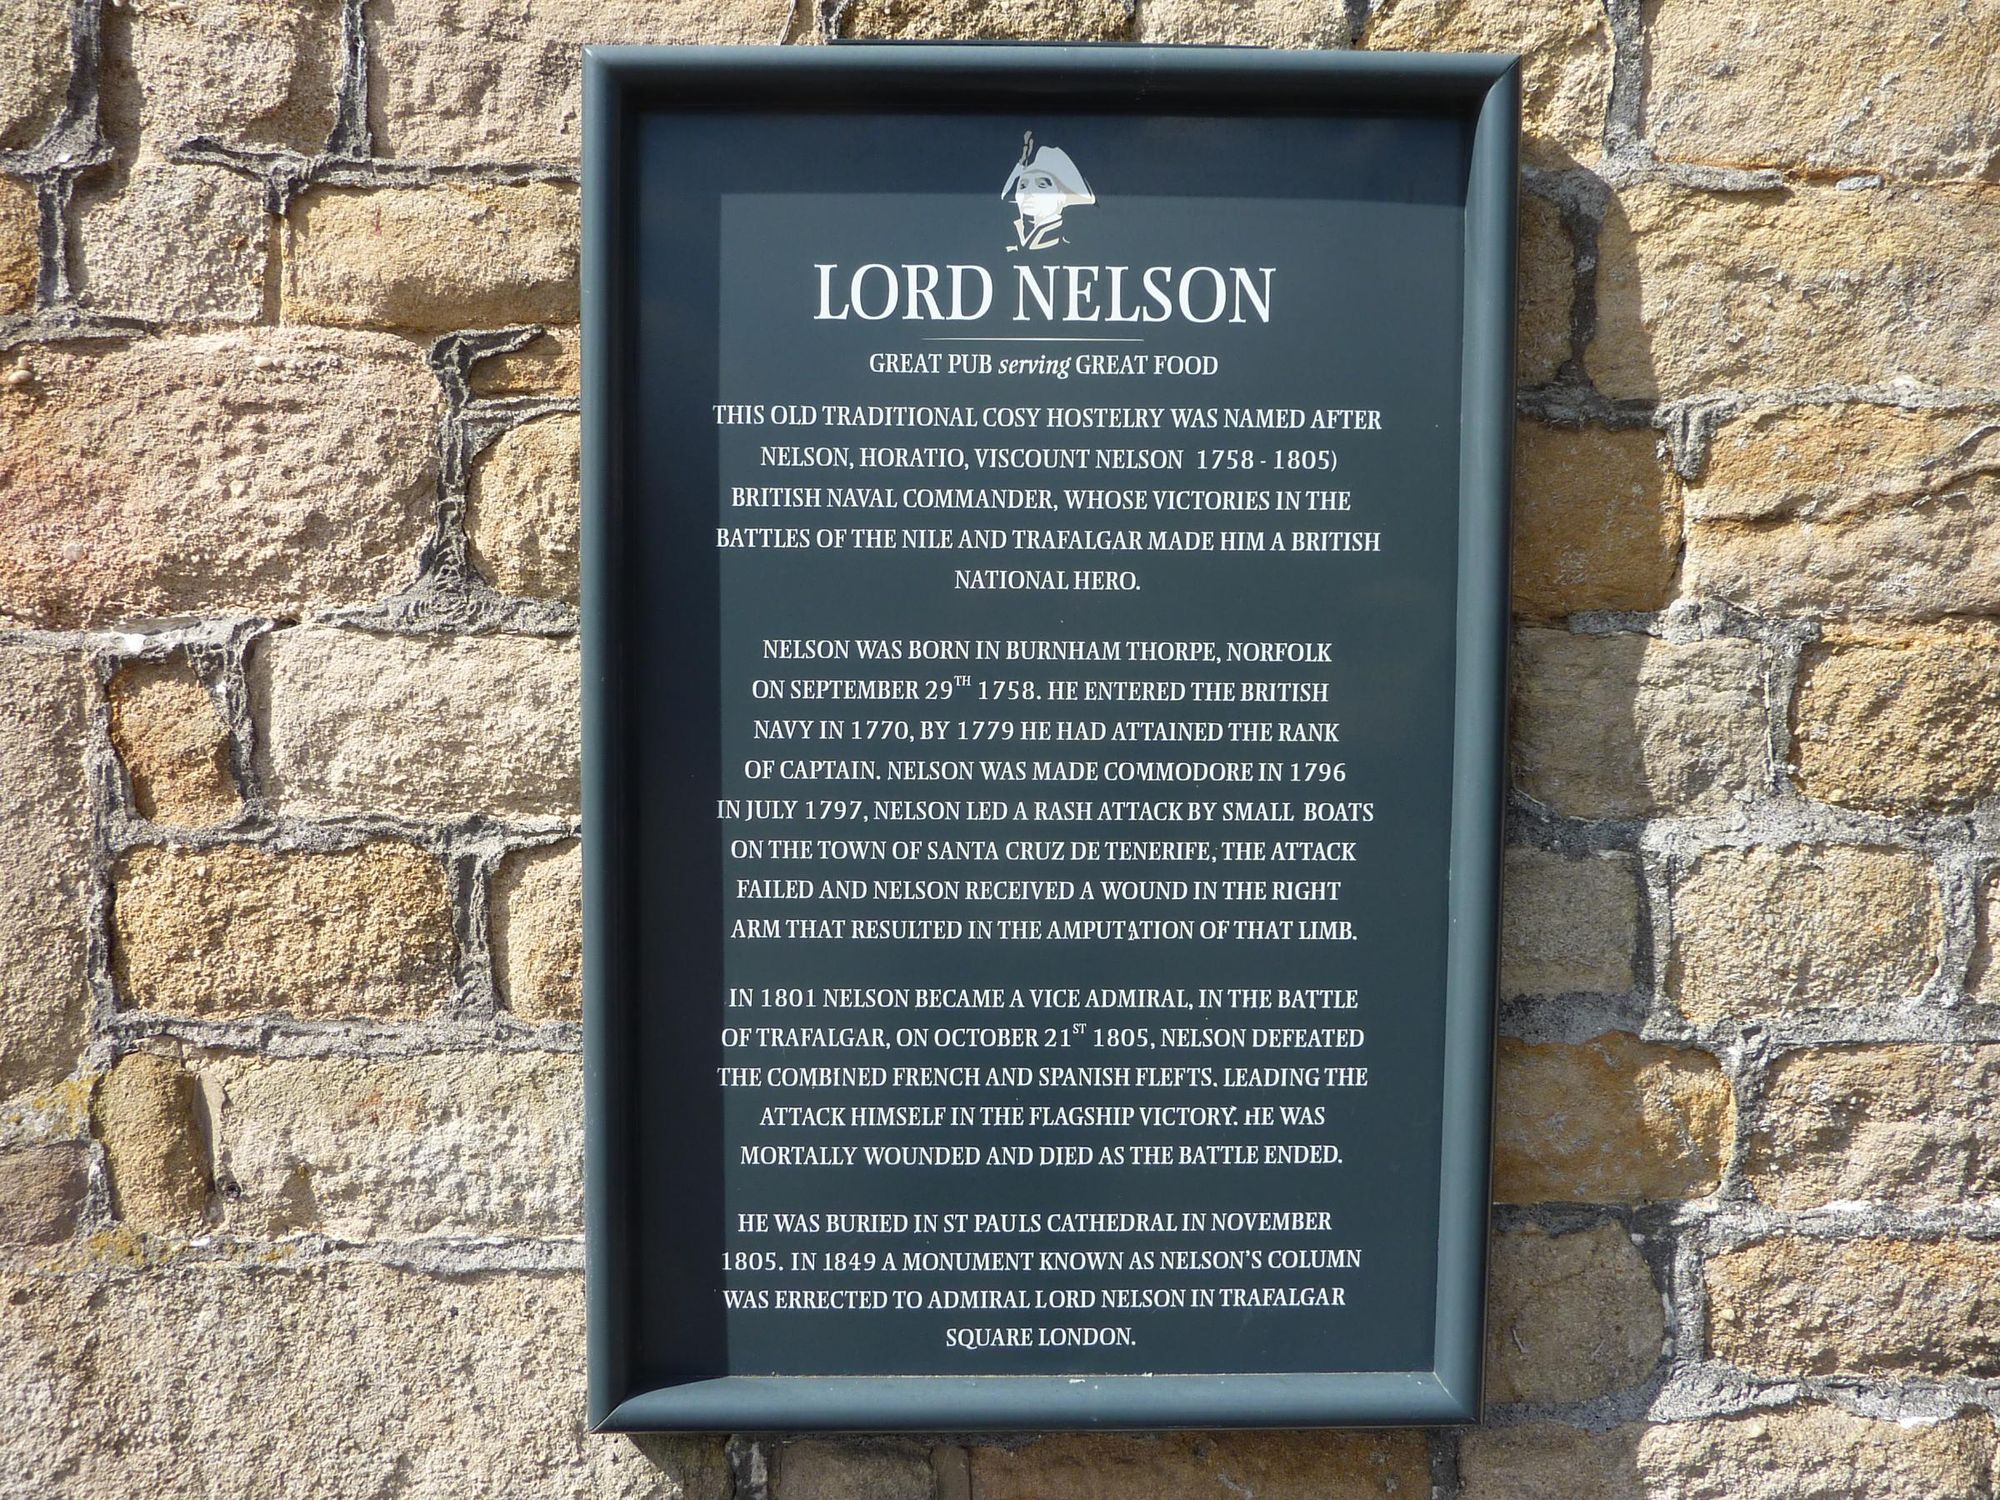 LORD NELSON
GREAT PUB serving GREAT FOOD
THIS OLD TRADITIONAL COSY HOSTELRY WAS NAMED AFTER
NELSON, HORATIO, VISCOUNT NELSON 1758 - 1805)
BRITISH NAVAL COMMANDER, WHOSE VICTORIES IN THE
BATTLES OF THE NILE AND TRAFALGAR MADE HIM A BRITISH
NATIONAL HERO.
NELSON WAS BORN IN BURNHAM THORPE, NORFOLK
ON SEPTEMBER 29TH 1758. HE ENTERED THE BRITISH
NAVY IN 1770, BY 1779 HE HAD ATTAINED THE RANK
OF CAPTAIN. NELSON WAS MADE COMMODORE IN 1796
IN JULY 1797, NELSON LED A RASH ATTACK BY SMALL BOATS
ON THE TOWN OF SANTA CRUZ DE TENERIFE, THE ATTACK
FAILED AND NELSON RECEIVED A WOUND IN THE RIGHT
ARM THAT RESULTED IN THE AMPUTATION OF THAT LIMB.
IN 1801 NELSON BECAME A VICE ADMIRAL, IN THE BATTLE
OF TRAFALGAR, ON OCTOBER 21ST 1805, NELSON DEFEATED
THE COMBINED FRENCH AND SPANISH FLEFTS. LEADING THE
ATTACK HIMSELF IN THE FLAGSHIP VICTORY. HE WAS
MORTALLY WOUNDED AND DIED AS THE BATTLE ENDED.
HE WAS BURIED IN ST PAULS CATHEDRAL IN NOVEMBER
1805. IN 1849 A MONUMENT KNOWN AS NELSON'S COLUMN
WAS ERRECTED TO ADMIRAL LORD NELSON IN TRAFALGAR
SQUARE LONDON.